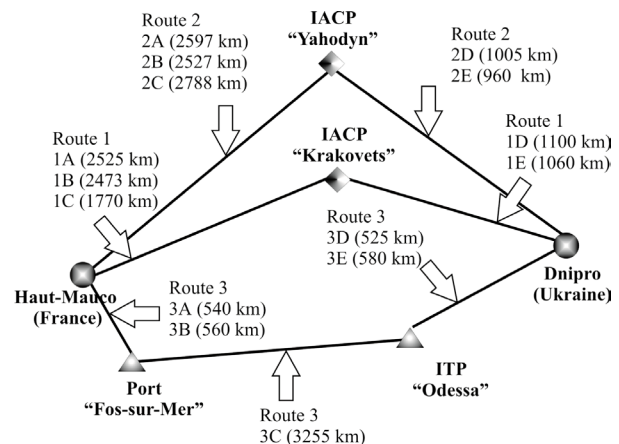 Route 2
2A (2597 km)
2B (2527 km)
2C (2788 km)
IACP
“Yahodyn”
Route 2
2D (1005 km)
2E (960 km)
Route 1
1A (2525 km)
1B (2473 km)
1C (1770 km)
IACP
“Krakovets”
Route 1
1D (1100 km)
1E (1060 km)
Route 3
3D (525 km)
3E (580 km)
Haut-Mauco
(France)
Route 3
3A (540 km)
3B (560 km)
Dnipro
(Ukraine)
Port
“Fos-sur-Mer”
ITP
“Odessa”
Route 3
3C (3255 km)